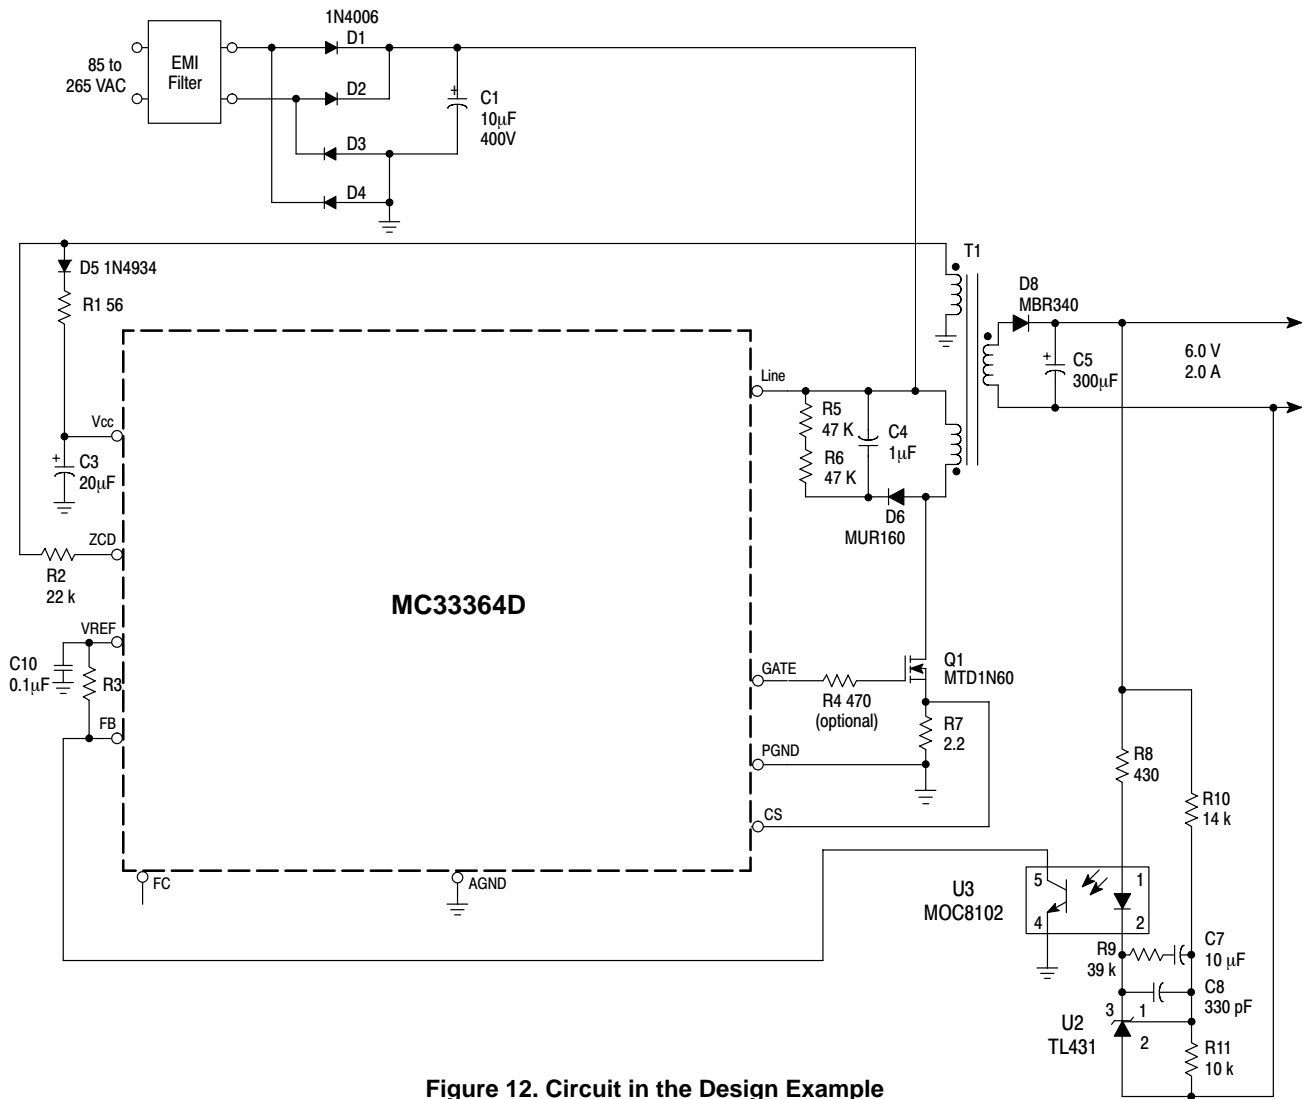 1N4006
D1
85 to
265 VAC
EMI
Filter
D2
C1
10μF
400V
+
D3
D4
T1
D5 1N4934
R1 56
D8
MBR340
+
C5
300μF
6.0 V
2.0 A
Line
R5
47 K
C4
1μF
R6
47 K
Vcc
+
C3
20μF
D6
MUR160
ZCD
R2
22 k
MC33364D
VREF
C10
0.1μF
R3
FB
GATE
R4 470
(optional)
Q1
MTD1N60
R7
2.2
PGND
CS
R8
430
R10
14 k
FC
AGND
U3
MOC8102
5
4
1
2
R9
39 k
C7
10 μF
C8
330 pF
U2
TL431
3
1
2
R11
10 k
Figure 12. Circuit in the Design Example